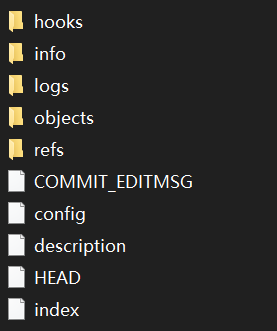 hooks
info
logs
objects
refs
COMMIT_EDITMSG
config
description
HEAD
index